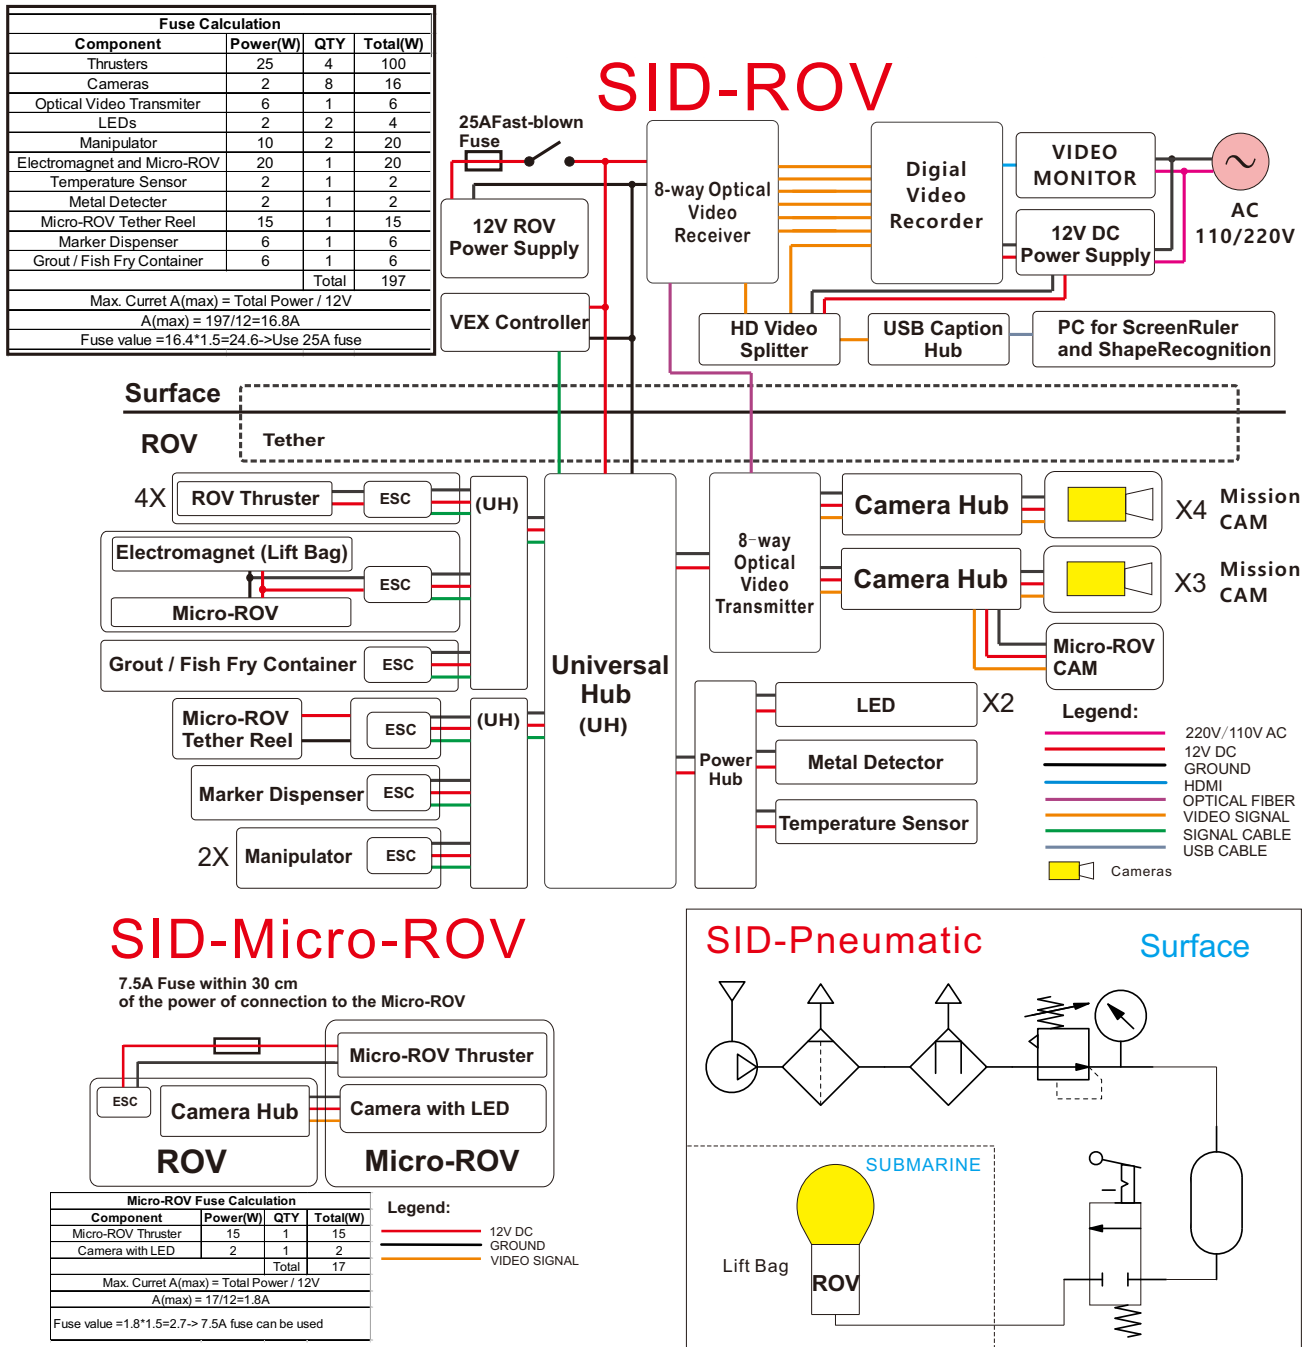 Fuse Calculation
Component Power(W) QTY Total(W)
Thrusters 25 4 100
Cameras 2 8 16
Optical Video Transmiter 6 1 6
LEDs 2 2 4
Manipulator 10 2 20
Electromagnet and Micro-ROV 20 1 20
Temperature Sensor 2 1 2
Metal Detecter 2 1 2
Micro-ROV Tether Reel 15 1 15
Marker Dispenser 6 1 6
Grout / Fish Fry Container 6 1 6
Total 197
Max. Curret A(max) = Total Power / 12V
A(max) = 197/12=16.8A
Fuse value =16.4*1.5=24.6->Use 25A fuse
SID-ROV
25AFast-blown
Fuse
12V ROV
Power Supply
VEX Controller
8-way Optical
Video
Receiver
Digial
Video
Recorder
VIDEO
MONITOR
12V DC
Power Supply
AC
110/220V
HD Video
Splitter
USB Caption
Hub
PC for ScreenRuler
and ShapeRecognition
Surface
ROV
Tether
4X
ROV Thruster
ESC
(UH)
Electromagnet (Lift Bag)
ESC
Micro-ROV
Grout / Fish Fry Container
ESC
Micro-ROV
Tether Reel
ESC
(UH)
Marker Dispenser
ESC
2X
Manipulator
ESC
Universal
Hub
(UH)
8-way
Optical
Video
Transmitter
Camera Hub
X4
Mission
CAM
Camera Hub
X3
Mission
CAM
Micro-ROV
CAM
Power
Hub
LED
X2
Metal Detector
Temperature Sensor
Legend:
220V/110V AC
12V DC
GROUND
HDMI
OPTICAL FIBER
VIDEO SIGNAL
SIGNAL CABLE
USB CABLE
Cameras
SID-Micro-ROV
7.5A Fuse within 30 cm
of the power of connection to the Micro-ROV
Micro-ROV Thruster
ESC
Camera Hub
Camera with LED
ROV
Micro-ROV
Micro-ROV Fuse Calculation
Component Power(W) QTY Total(W)
Micro-ROV Thruster 15 1 15
Camera with LED 2 1 2
Total 17
Max. Curret A(max) = Total Power / 12V
A(max) = 17/12=1.8A
Fuse value =1.8*1.5=2.7-> 7.5A fuse can be used
Legend:
12V DC
GROUND
VIDEO SIGNAL
SID-Pneumatic
Surface
SUBMARINE
Lift Bag
ROV